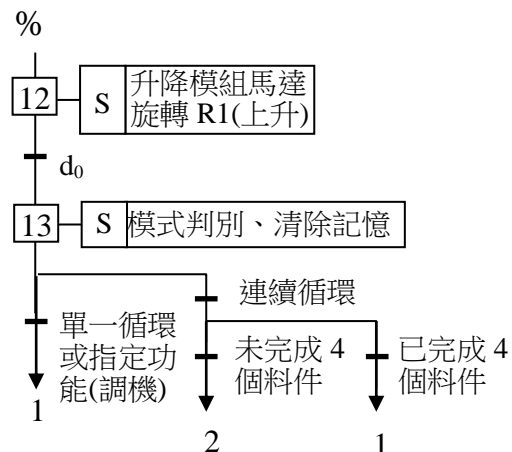 %
12
S
升降模組馬達
旋轉 R1(上升)
d0
13
S
模式判別、清除記憶
連續循環
單一循環
或指定功
能(調機)
未完成 4
個料件
已完成 4
個料件
1
2
1